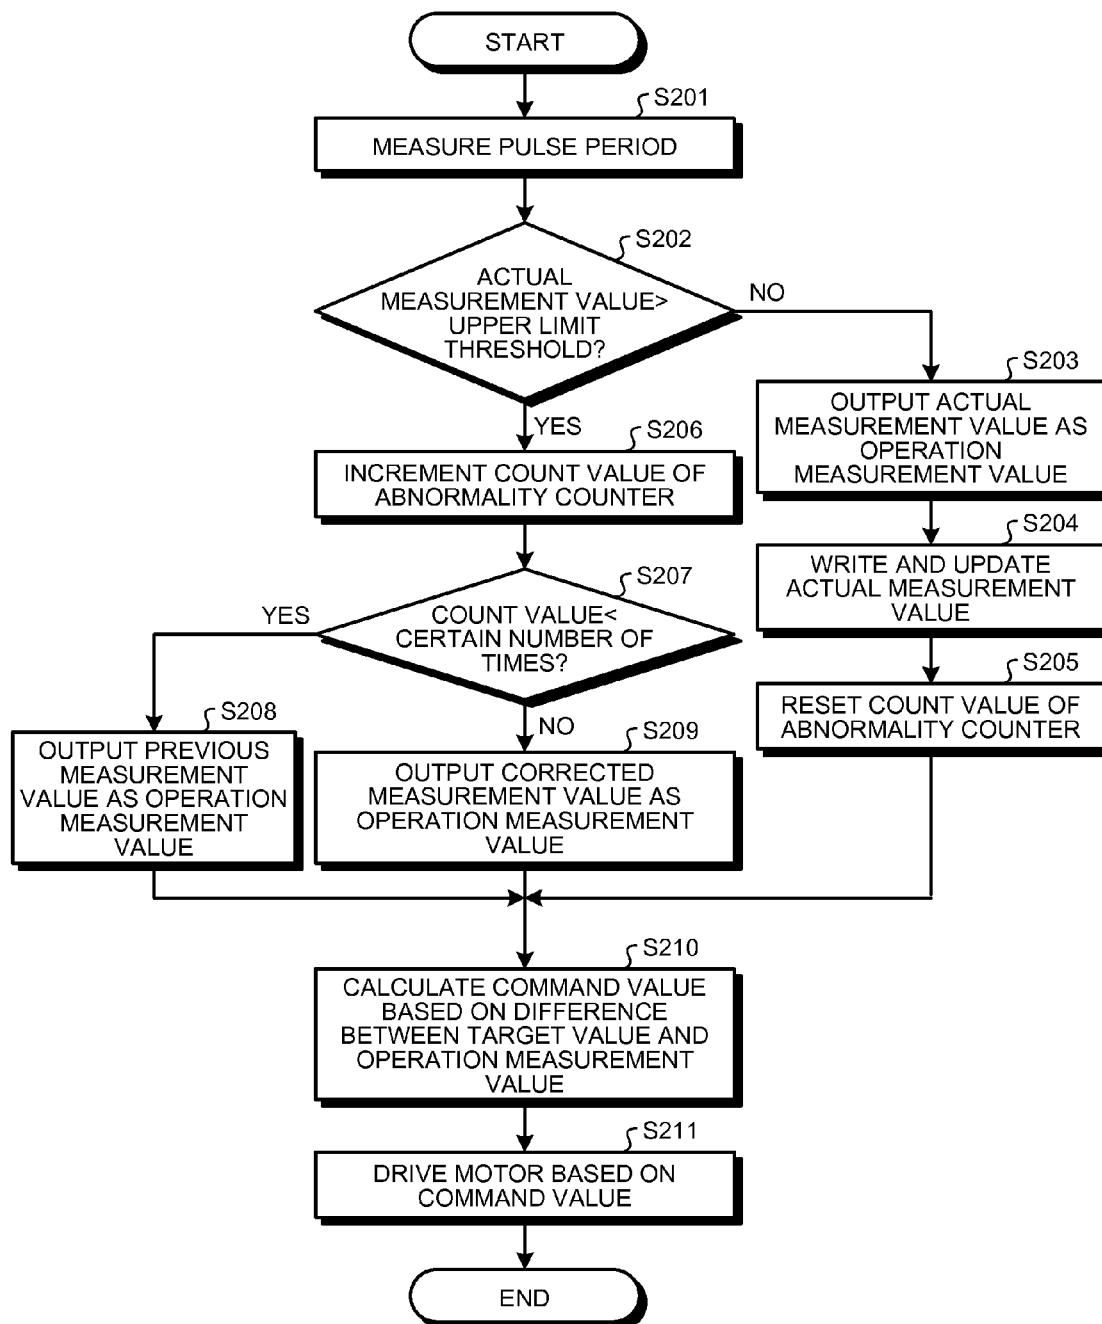 START
S201
MEASURE PULSE PERIOD
S202
ACTUAL
MEASUREMENT VALUE>
UPPER LIMIT
THRESHOLD?
NO
YES
S203
OUTPUT ACTUAL
MEASUREMENT VALUE AS
OPERATION
MEASUREMENT VALUE
S204
WRITE AND UPDATE
ACTUAL MEASUREMENT
VALUE
S205
RESET COUNT VALUE OF
ABNORMALITY COUNTER
S206
INCREMENT COUNT VALUE OF
ABNORMALITY COUNTER
S207
COUNT VALUE<
CERTAIN NUMBER OF
TIMES?
YES
NO
S208
OUTPUT PREVIOUS
MEASUREMENT
VALUE AS OPERATION
MEASUREMENT
VALUE
S209
OUTPUT CORRECTED
MEASUREMENT VALUE AS
OPERATION MEASUREMENT
VALUE
S210
CALCULATE COMMAND VALUE
BASED ON DIFFERENCE
BETWEEN TARGET VALUE AND
OPERATION MEASUREMENT
VALUE
S211
DRIVE MOTOR BASED ON
COMMAND VALUE
END